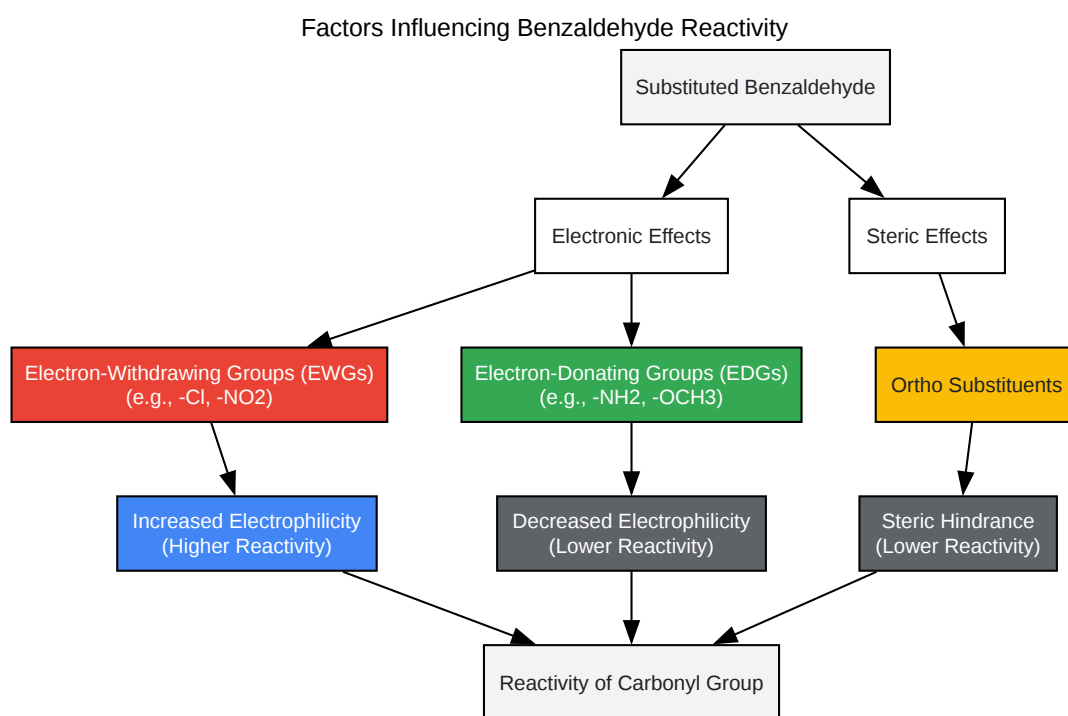 Factors Influencing Benzaldehyde Reactivity
Substituted Benzaldehyde
Electronic Effects
Steric Effects
Electron-Withdrawing Groups (EWGs)
(e.g., -Cl, -NO2)
Electron-Donating Groups (EDGs)
(e.g., -NH2, -OCH3)
Ortho Substituents
Increased Electrophilicity
(Higher Reactivity)
Decreased Electrophilicity
(Lower Reactivity)
Steric Hindrance
(Lower Reactivity)
Reactivity of Carbonyl Group